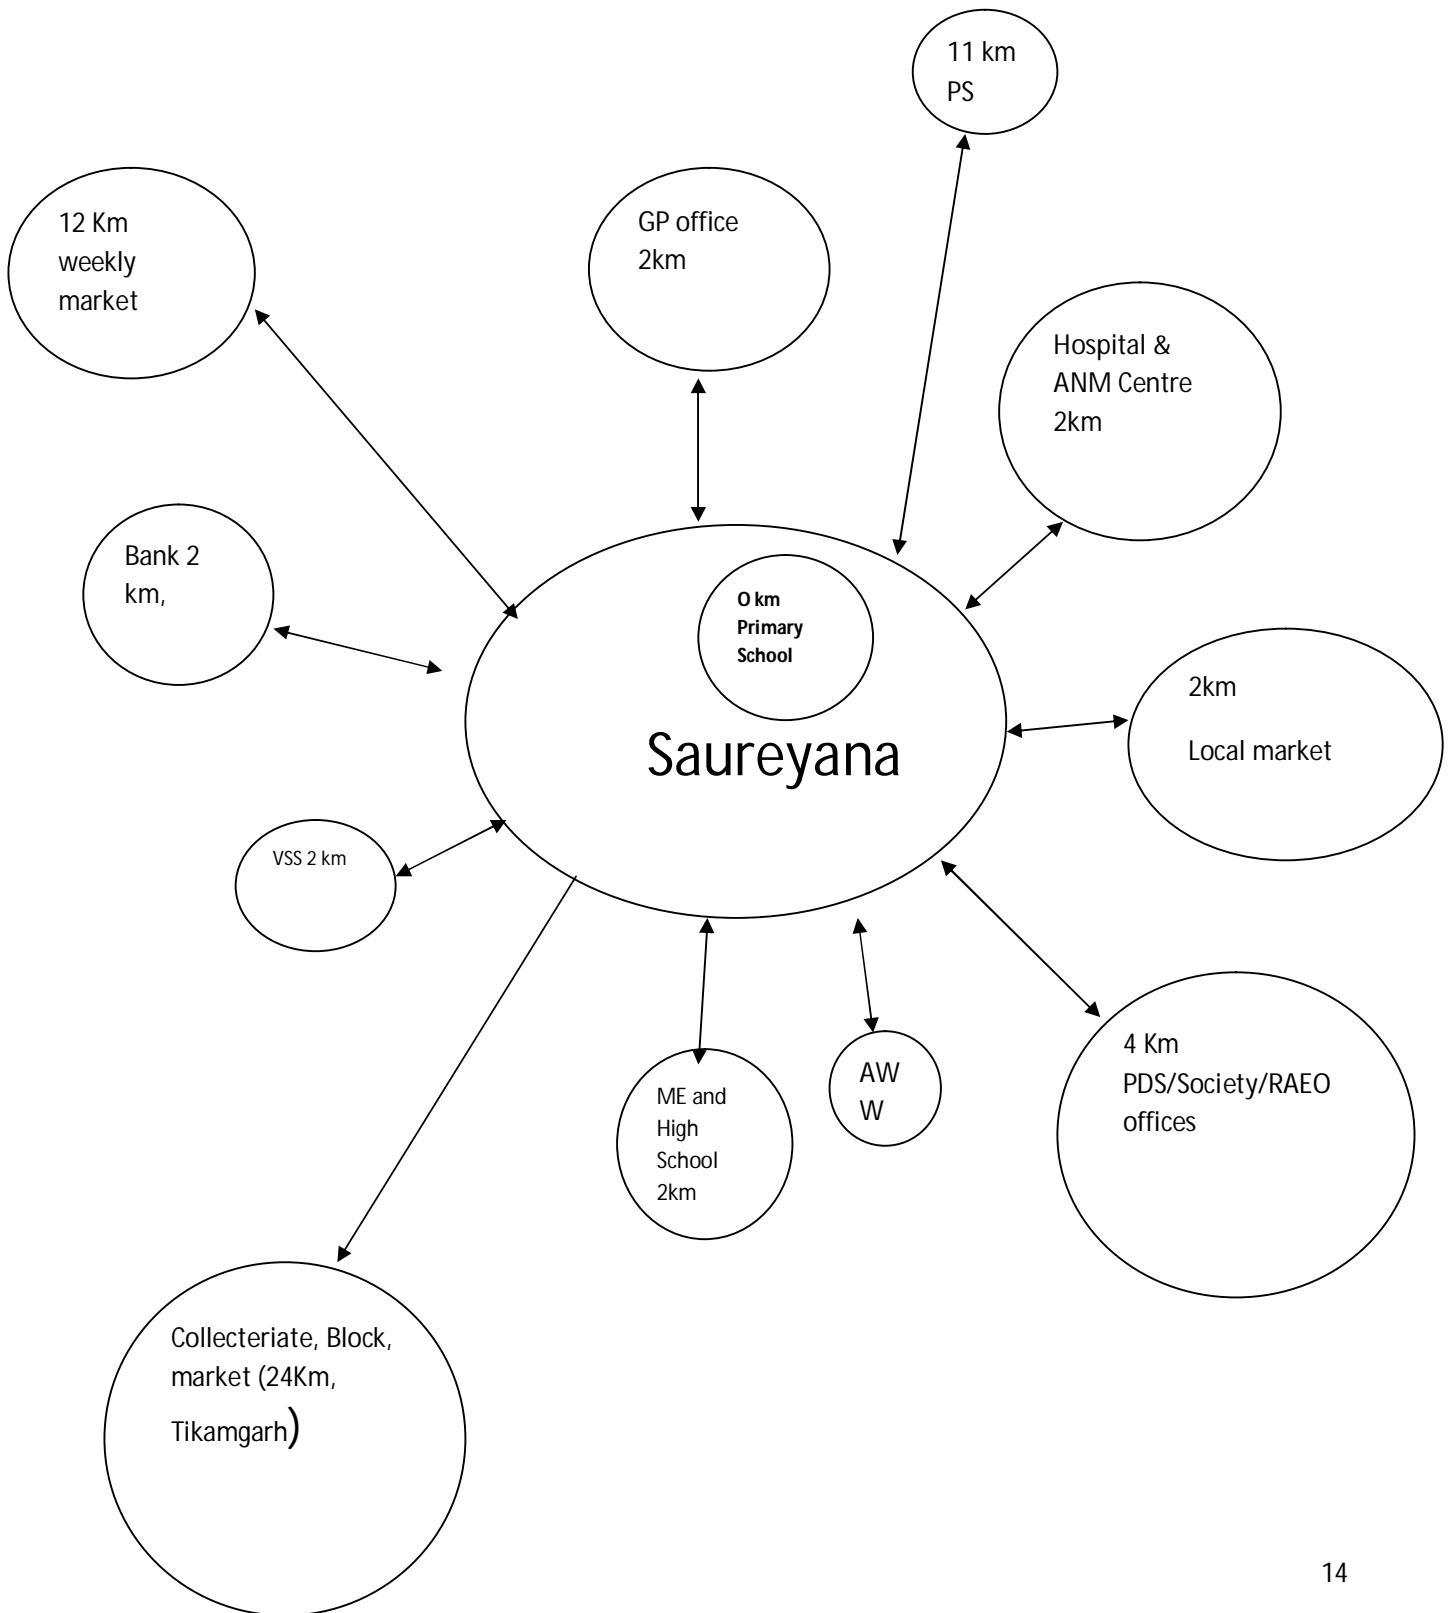 11 km
PS
12 Km
weekly
market
GP office
2km
Hospital &
ANM Centre
2km
Bank 2
km,
O km
Primary
School
2km
Local market
Saureyana
VSS 2 km
4 Km
PDS/Society/RAEO
offices
AW
W
ME and
High
School
2km
Collecteriate, Block,
market (24Km,
Tikamgarh)
14